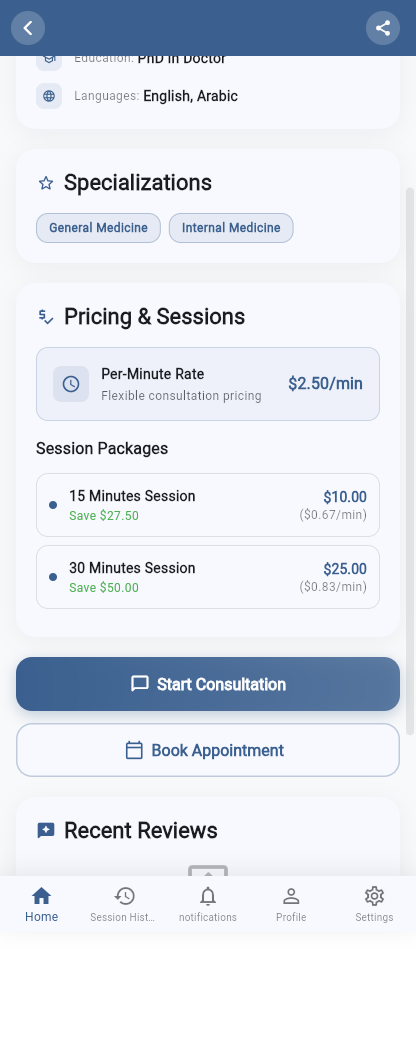 Education: PhD in Doctor
Languages: English, Arabic
Specializations
General Medicine Internal Medicine
Pricing & Sessions
Per-Minute Rate
Flexible consultation pricing
$2.50/min
Session Packages
15 Minutes Session
$10.00
Save $27.50
($0.67/min)
30 Minutes Session
$25.00
Save $50.00
($0.83/min)
Start Consultation
Book Appointment
Recent Reviews
Home Session Hist... notifications Profile Settings